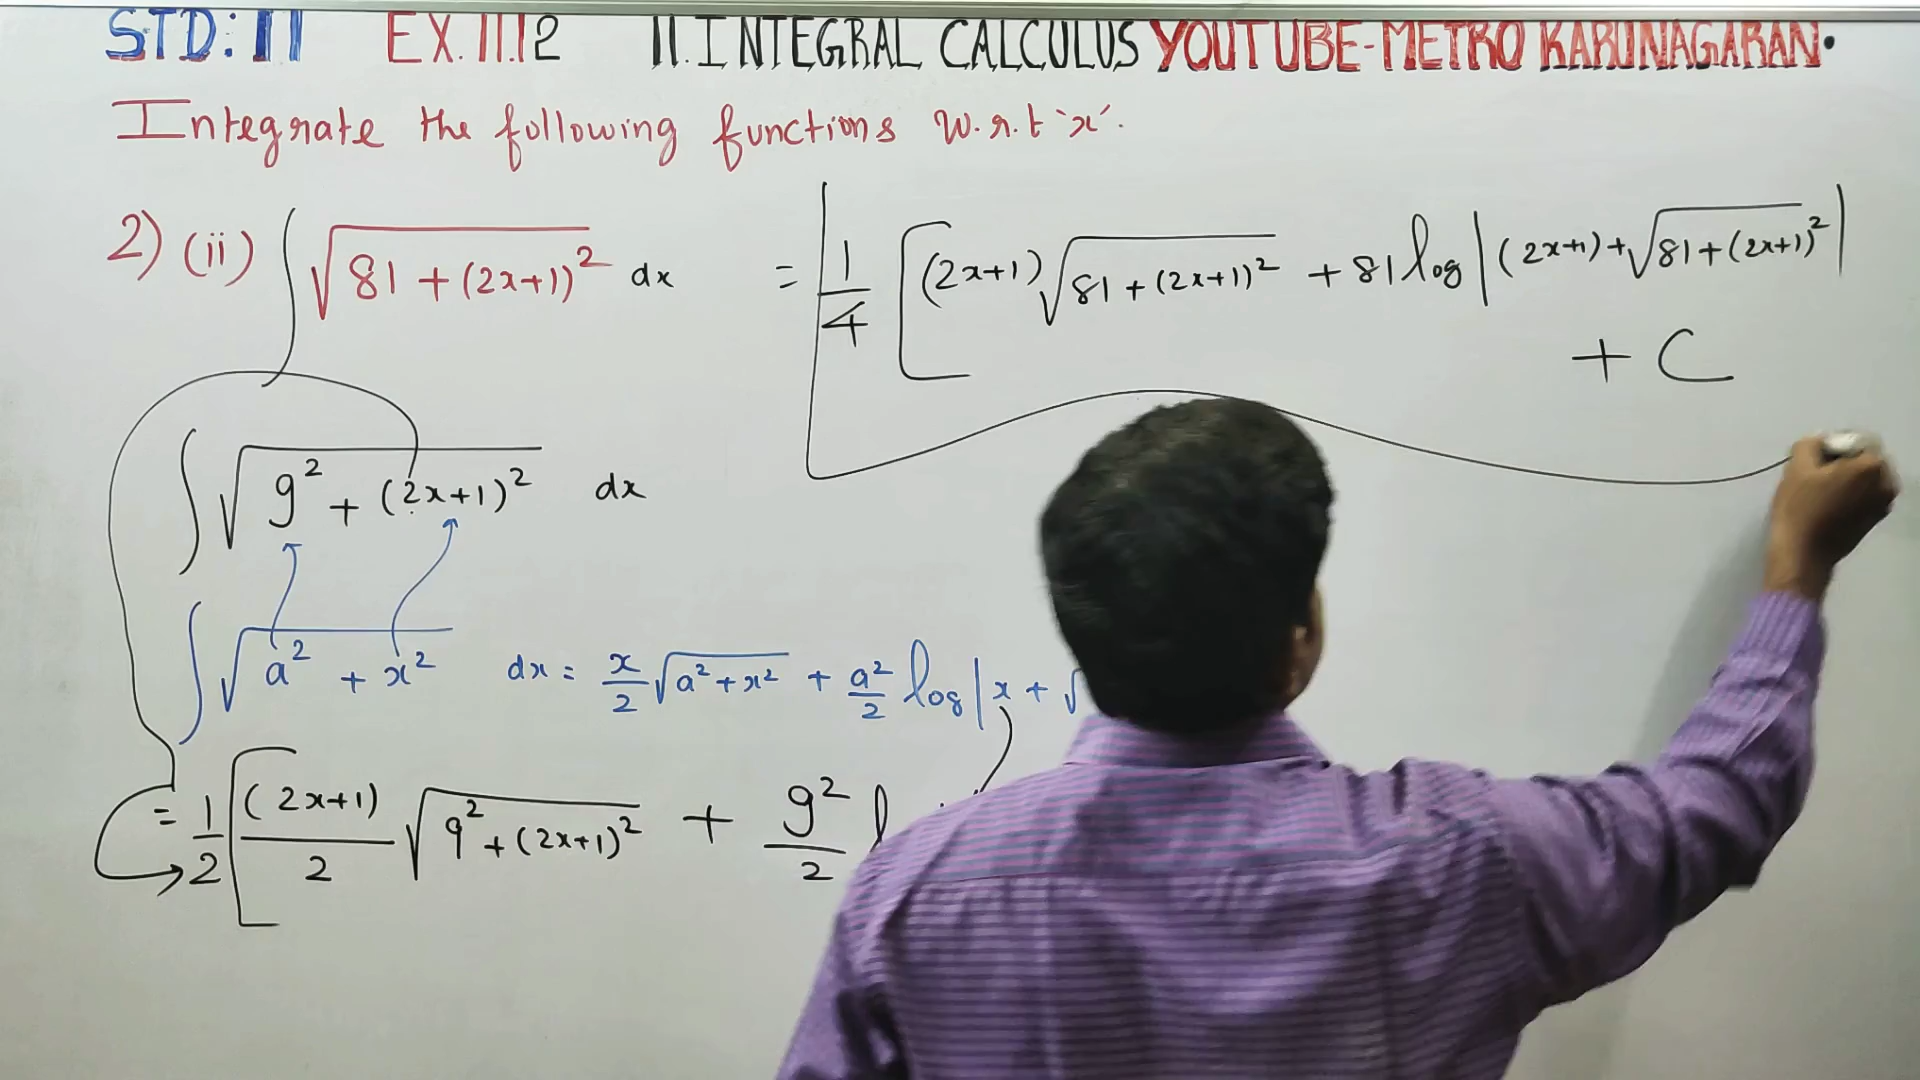 STD: 11 EX.11.12 11.INTEGRAL CALCULUS YOUTUBE-METRO KARUNAGARAN.
Integrate the following functions w.r.t 'x'.
2) (ii) ∫ √(81 + (2x+1)²) dx
= 1/4 [ (2x+1) √(81 + (2x+1)²) + 81 log | (2x+1) + √(81 + (2x+1)²) |
+ C
∫ √(9² + (2x+1)²) dx
∫ √(a² + x²) dx = x/2 √(a² + x²) + a²/2 log | x + √
= 1/2 [ (2x+1)/2 √(9² + (2x+1)²) + 9²/2